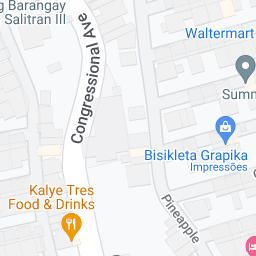 g Barangay
Salitran III
Congressional Ave
Waltermart
Summ
Bisikleta Grapika
Impressões
Kalye Tres
Food & Drinks
Pineapple